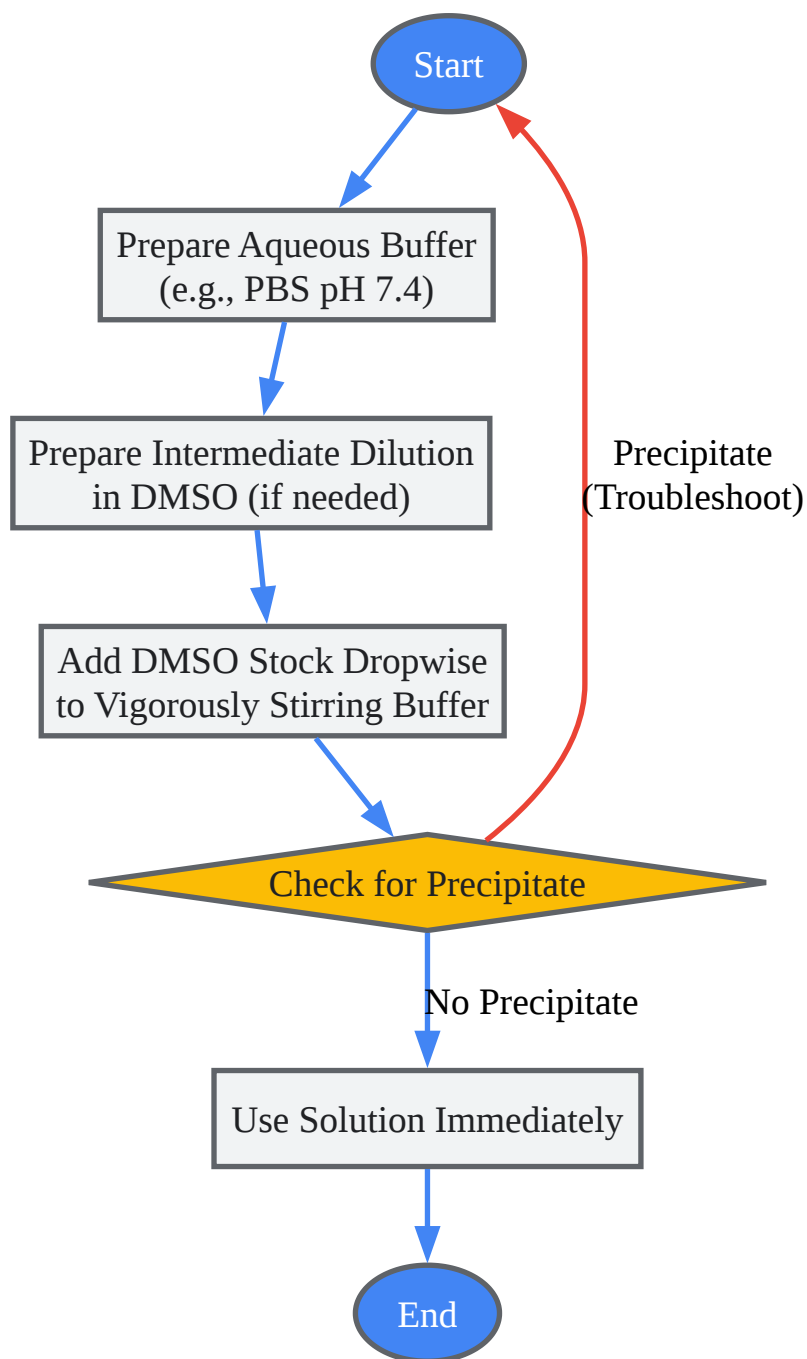 Start
Prepare Aqueous Buffer
(e.g., PBS pH 7.4)
Prepare Intermediate Dilution
in DMSO (if needed)
Precipitate
(Troubleshoot)
Add DMSO Stock Dropwise
to Vigorously Stirring Buffer
Check for Precipitate
No Precipitate
Use Solution Immediately
End